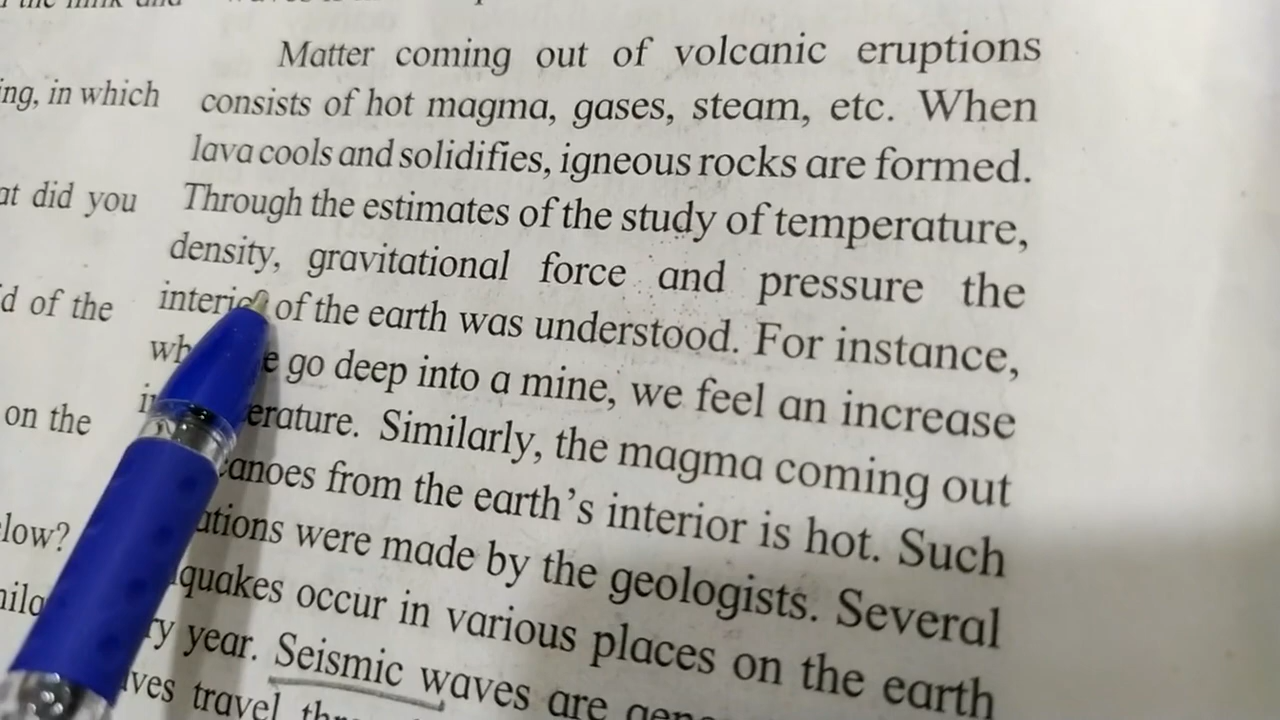 ing, in which
at did you
d of the
on the
low?
Matter coming out of volcanic eruptions
consists of hot magma, gases, steam, etc. When
lava cools and solidifies, igneous rocks are formed.
Through the estimates of the study of temperature,
density, gravitational force and pressure the
of the earth was understood. For instance,
go deep into a mine, we feel an increase
erature. Similarly, the magma coming out
canoes from the earth's interior is hot. Such
ations were made by the geologists. Several
quakes occur in various places on the earth
ry year. Seismic waves are
ves travel